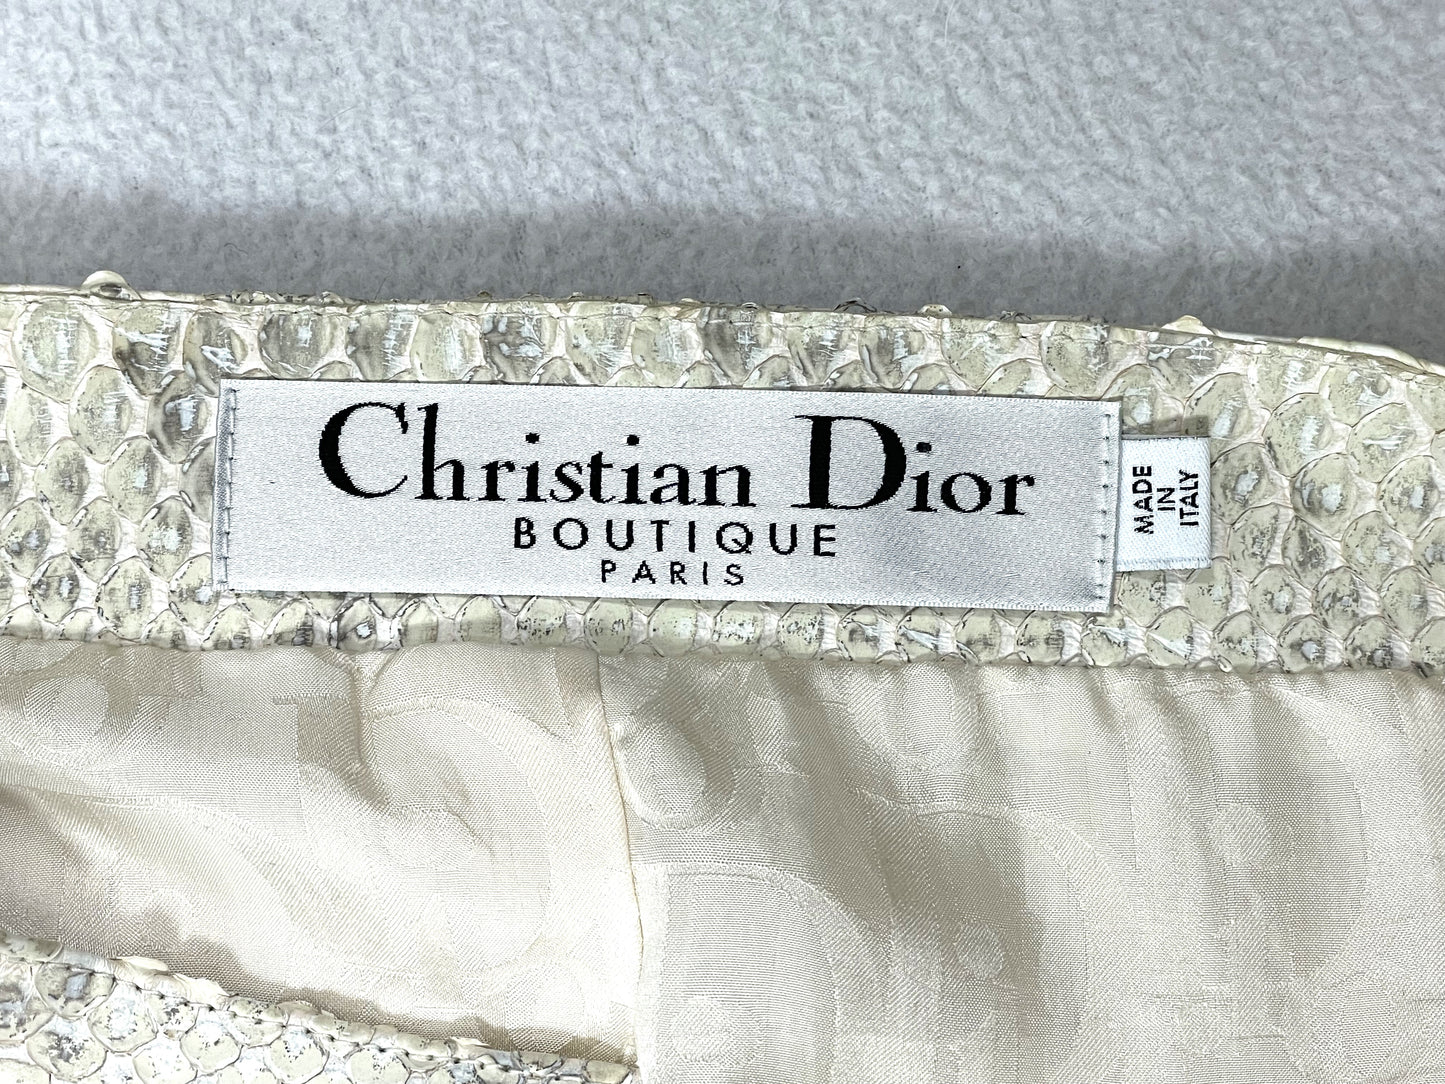 Christian Dior
BOUTIQUE
PARIS
MADE
IN
ITALY